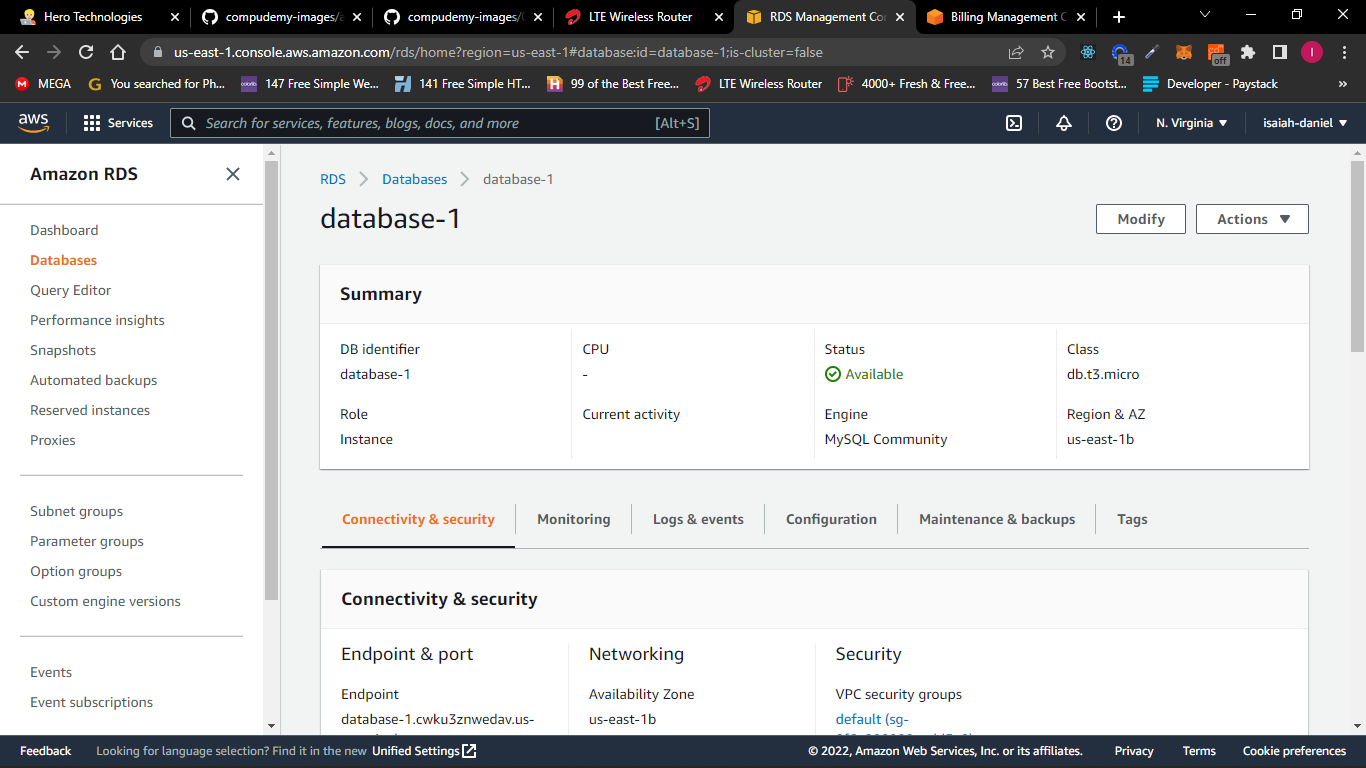 Hero Technologies
compudemy-images/
compudemy-images/
LTE Wireless Router
RDS Management Co
Billing Management
us-east-1.console.aws.amazon.com/rds/home?region=us-east-1#database:id=database-1;is-cluster=false
14
off
I
MEGA
You searched for Ph...
147 Free Simple We...
141 Free Simple HT...
99 of the Best Free...
LTE Wireless Router
4000+ Fresh & Free...
57 Best Free Bootst...
Developer - Paystack
»
aws
Services
Search for services, features, blogs, docs, and more
[Alt+S]
N. Virginia
isaiah-daniel
Amazon RDS
Dashboard
Databases
Query Editor
Performance insights
Snapshots
Automated backups
Reserved instances
Proxies
Subnet groups
Parameter groups
Option groups
Custom engine versions
Events
Event subscriptions
RDS
Databases
database-1
database-1
Modify
Actions
Summary
DB identifier
database-1
CPU
-
Status
Available
Class
db.t3.micro
Role
Instance
Current activity
Engine
MySQL Community
Region & AZ
us-east-1b
Connectivity & security
Monitoring
Logs & events
Configuration
Maintenance & backups
Tags
Connectivity & security
Endpoint & port
Endpoint
database-1.cwku3znwedav.us-
Networking
Availability Zone
us-east-1b
Security
VPC security groups
default (sg-
Feedback
Looking for language selection? Find it in the new Unified Settings
© 2022, Amazon Web Services, Inc. or its affiliates.
Privacy
Terms
Cookie preferences